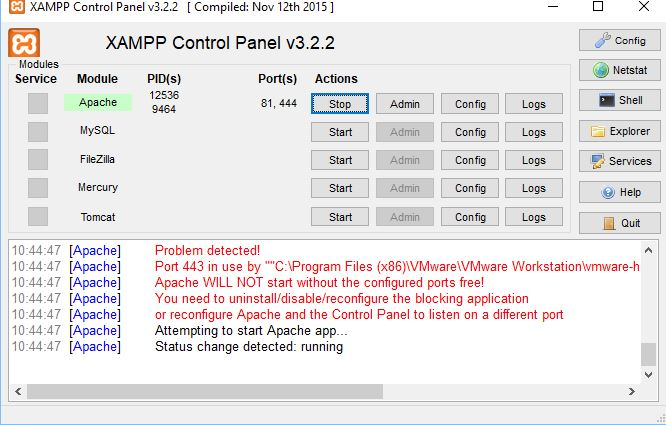 XAMPP Control Panel v3.2.2 [ Compiled: Nov 12th 2015 ]
XAMPP Control Panel v3.2.2
Config
Modules
Service Module PID(s) Port(s) Actions
Netstat
Apache 12536 9464 81, 444 Stop Admin Config Logs
Shell
MySQL Start Admin Config Logs
Explorer
FileZilla Start Admin Config Logs
Services
Mercury Start Admin Config Logs
Help
Tomcat Start Admin Config Logs
Quit
10:44:47 [Apache] Problem detected!
10:44:47 [Apache] Port 443 in use by ""C:\Program Files (x86)\VMware\VMware Workstation\vmware-h
10:44:47 [Apache] Apache WILL NOT start without the configured ports free!
10:44:47 [Apache] You need to uninstall/disable/reconfigure the blocking application
10:44:47 [Apache] or reconfigure Apache and the Control Panel to listen on a different port
10:44:47 [Apache] Attempting to start Apache app...
10:44:47 [Apache] Status change detected: running